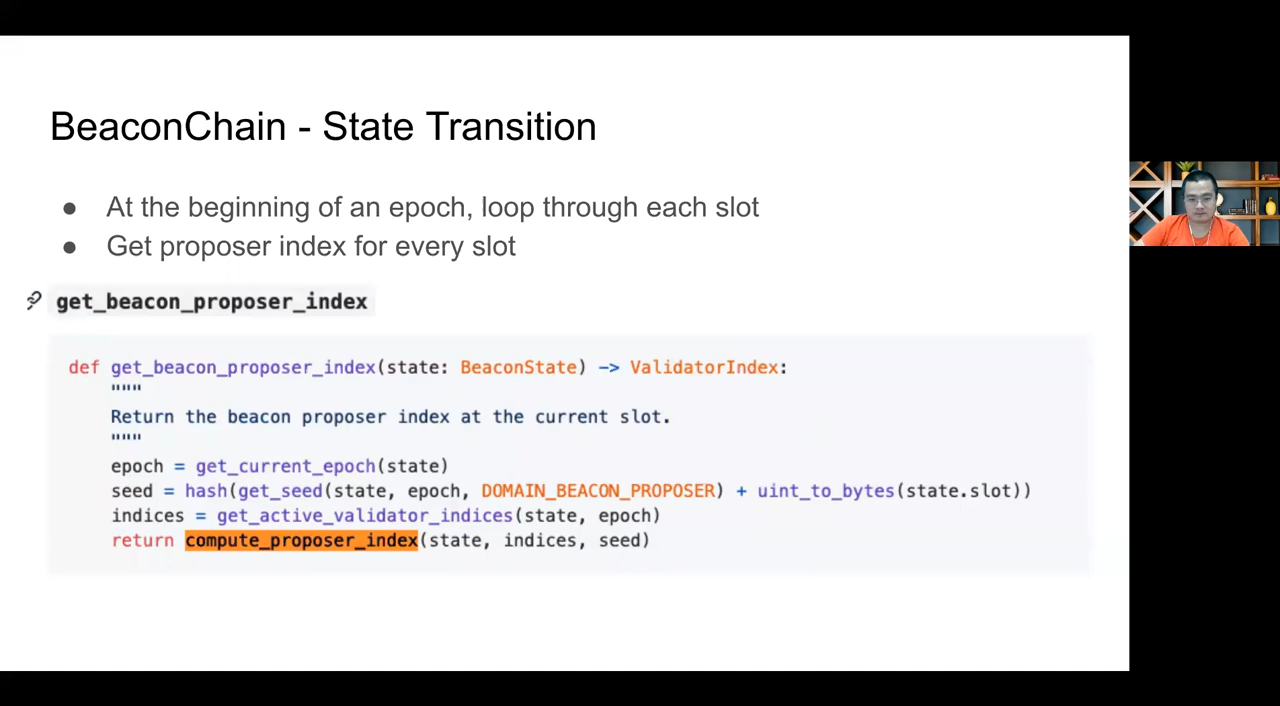 BeaconChain - State Transition
● At the beginning of an epoch, loop through each slot
● Get proposer index for every slot
get_beacon_proposer_index
def get_beacon_proposer_index(state: BeaconState) -> ValidatorIndex:
"""
Return the beacon proposer index at the current slot.
"""
epoch = get_current_epoch(state)
seed = hash(get_seed(state, epoch, DOMAIN_BEACON_PROPOSER) + uint_to_bytes(state.slot))
indices = get_active_validator_indices(state, epoch)
return compute_proposer_index(state, indices, seed)